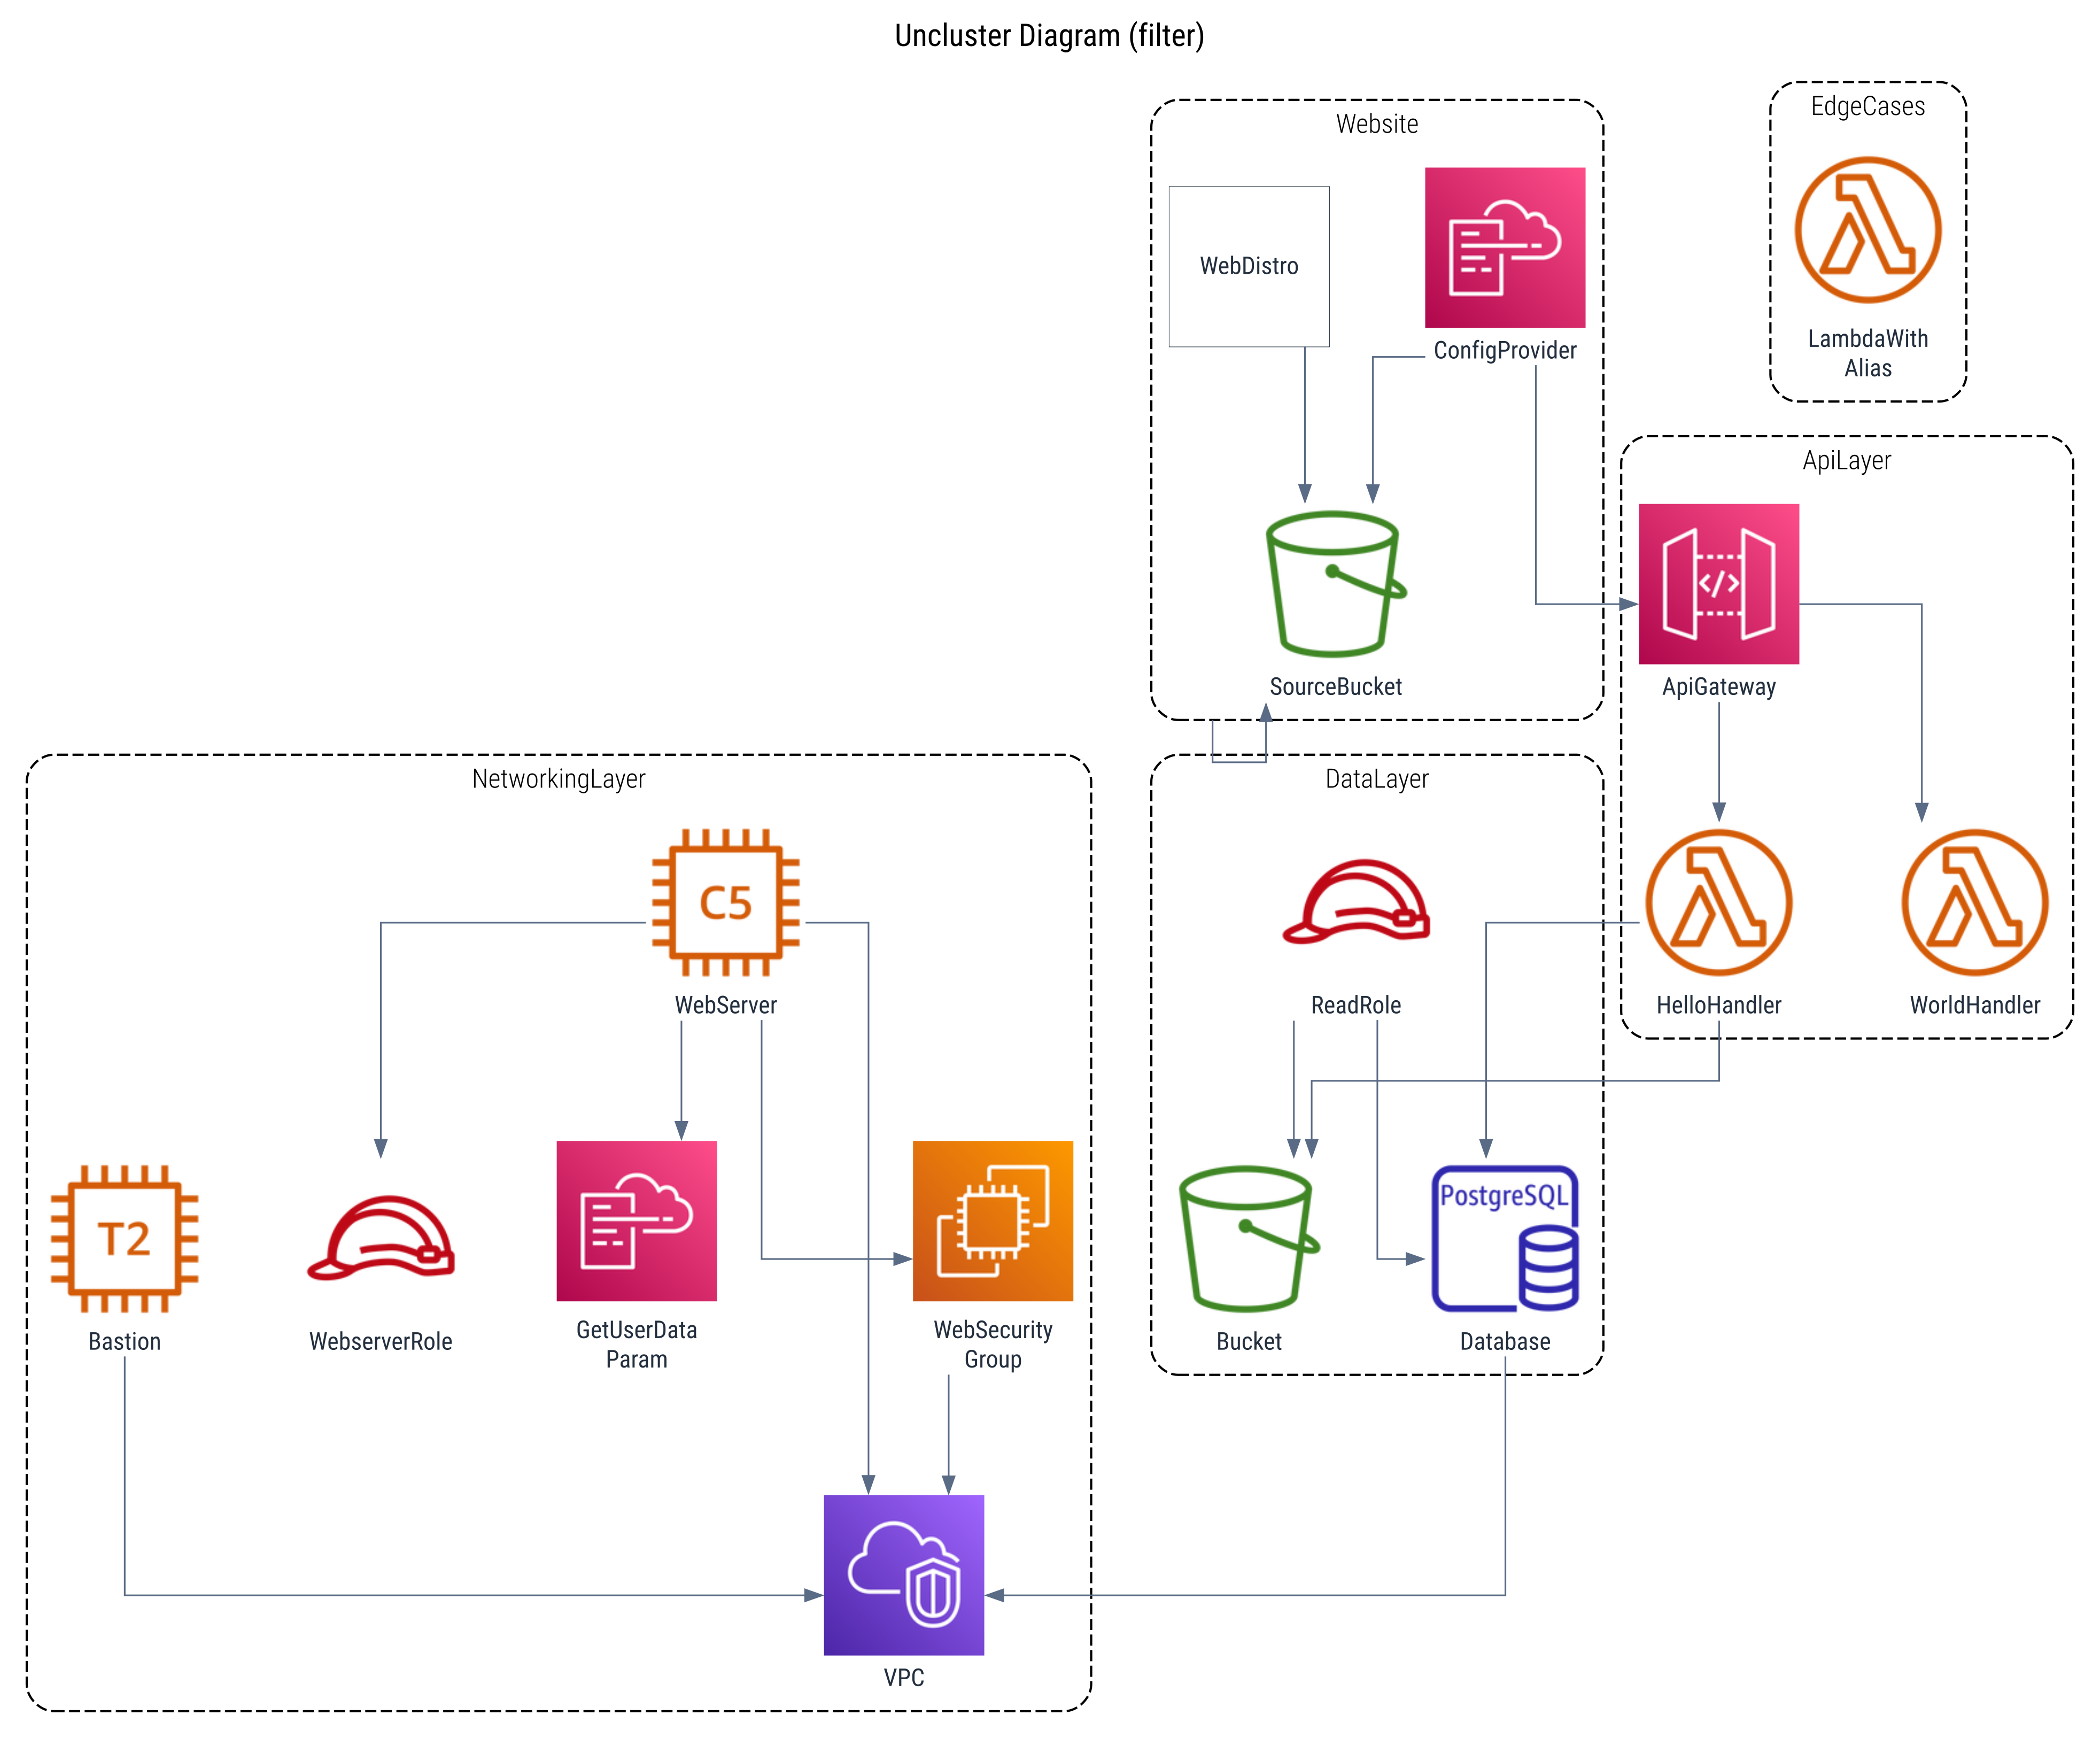 Uncluster Diagram (filter)
EdgeCases
LambdaWith
Alias
Website
WebDistro
ConfigProvider
SourceBucket
ApiLayer
</>
ApiGateway
HelloHandler
WorldHandler
NetworkingLayer
C5
WebServer
T2
Bastion
WebserverRole
GetUserData
Param
WebSecurity
Group
VPC
DataLayer
ReadRole
Bucket
PostgreSQL
Database